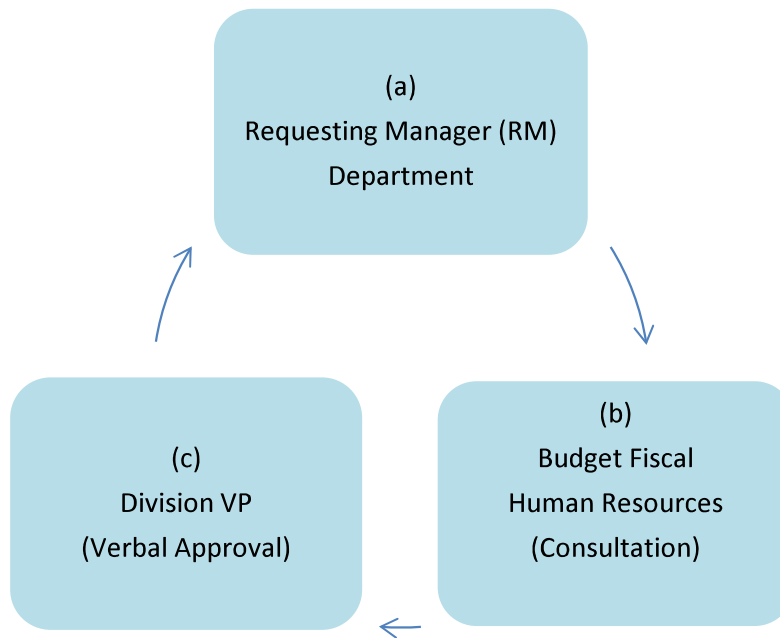 (a)
Requesting Manager (RM)
Department
(b)
Budget Fiscal
Human Resources
(Consultation)
(c)
Division VP
(Verbal Approval)